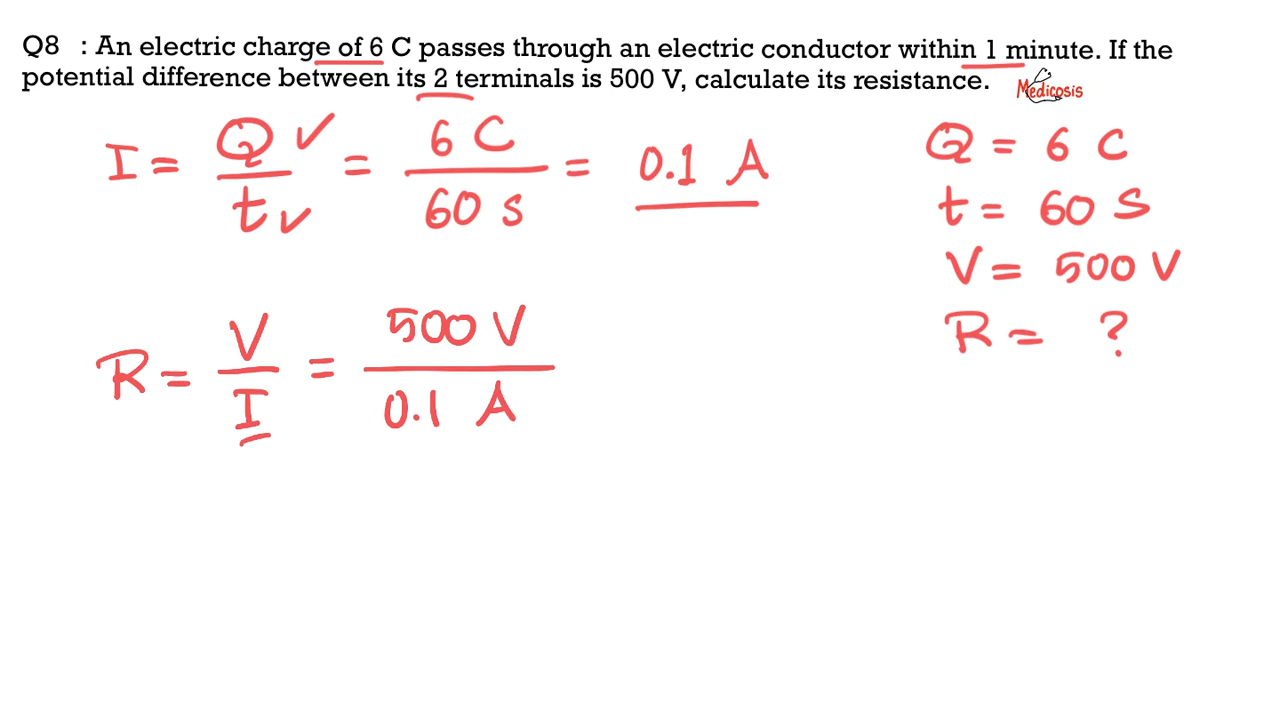 Q8 : An electric charge of 6 C passes through an electric conductor within 1 minute. If the
potential difference between its 2 terminals is 500 V, calculate its resistance.
Medicosis
I = Q ✓ / t ✓ = 6 C / 60 s = 0.1 A
R = V / I = 500 V / 0.1 A
Q = 6 C
t = 60 S
V = 500 V
R = ?